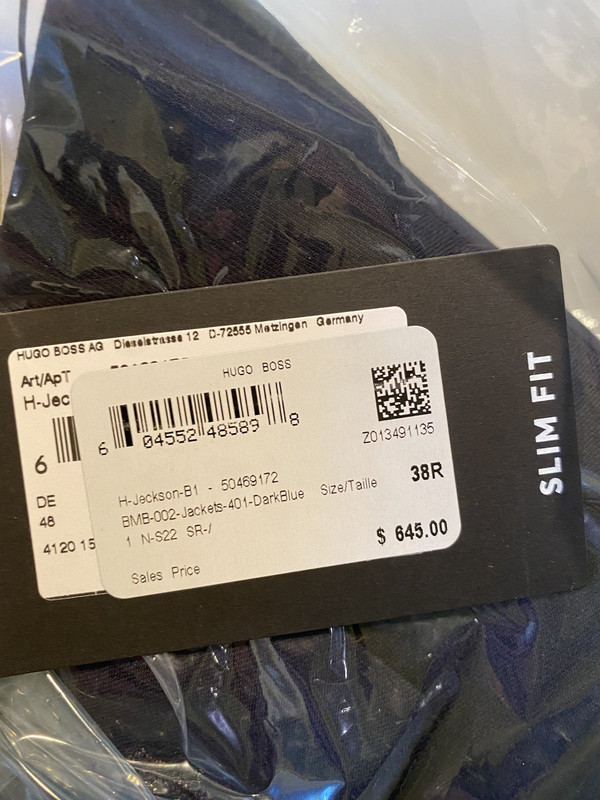 HUGO BOSS AG Dieselstrasse 12 D-72555 Metzingen Germany
Art/ApT
H-Jec
6
DE
48
4120 15
HUGO BOSS
6 04552 48589 8
Z013491135
H-Jeckson-B1 - 50469172
BMB-002-Jackets-401-DarkBlue Size/Taille 38R
1 N-S22 SR-/
$ 645.00
Sales Price
SLIM FIT